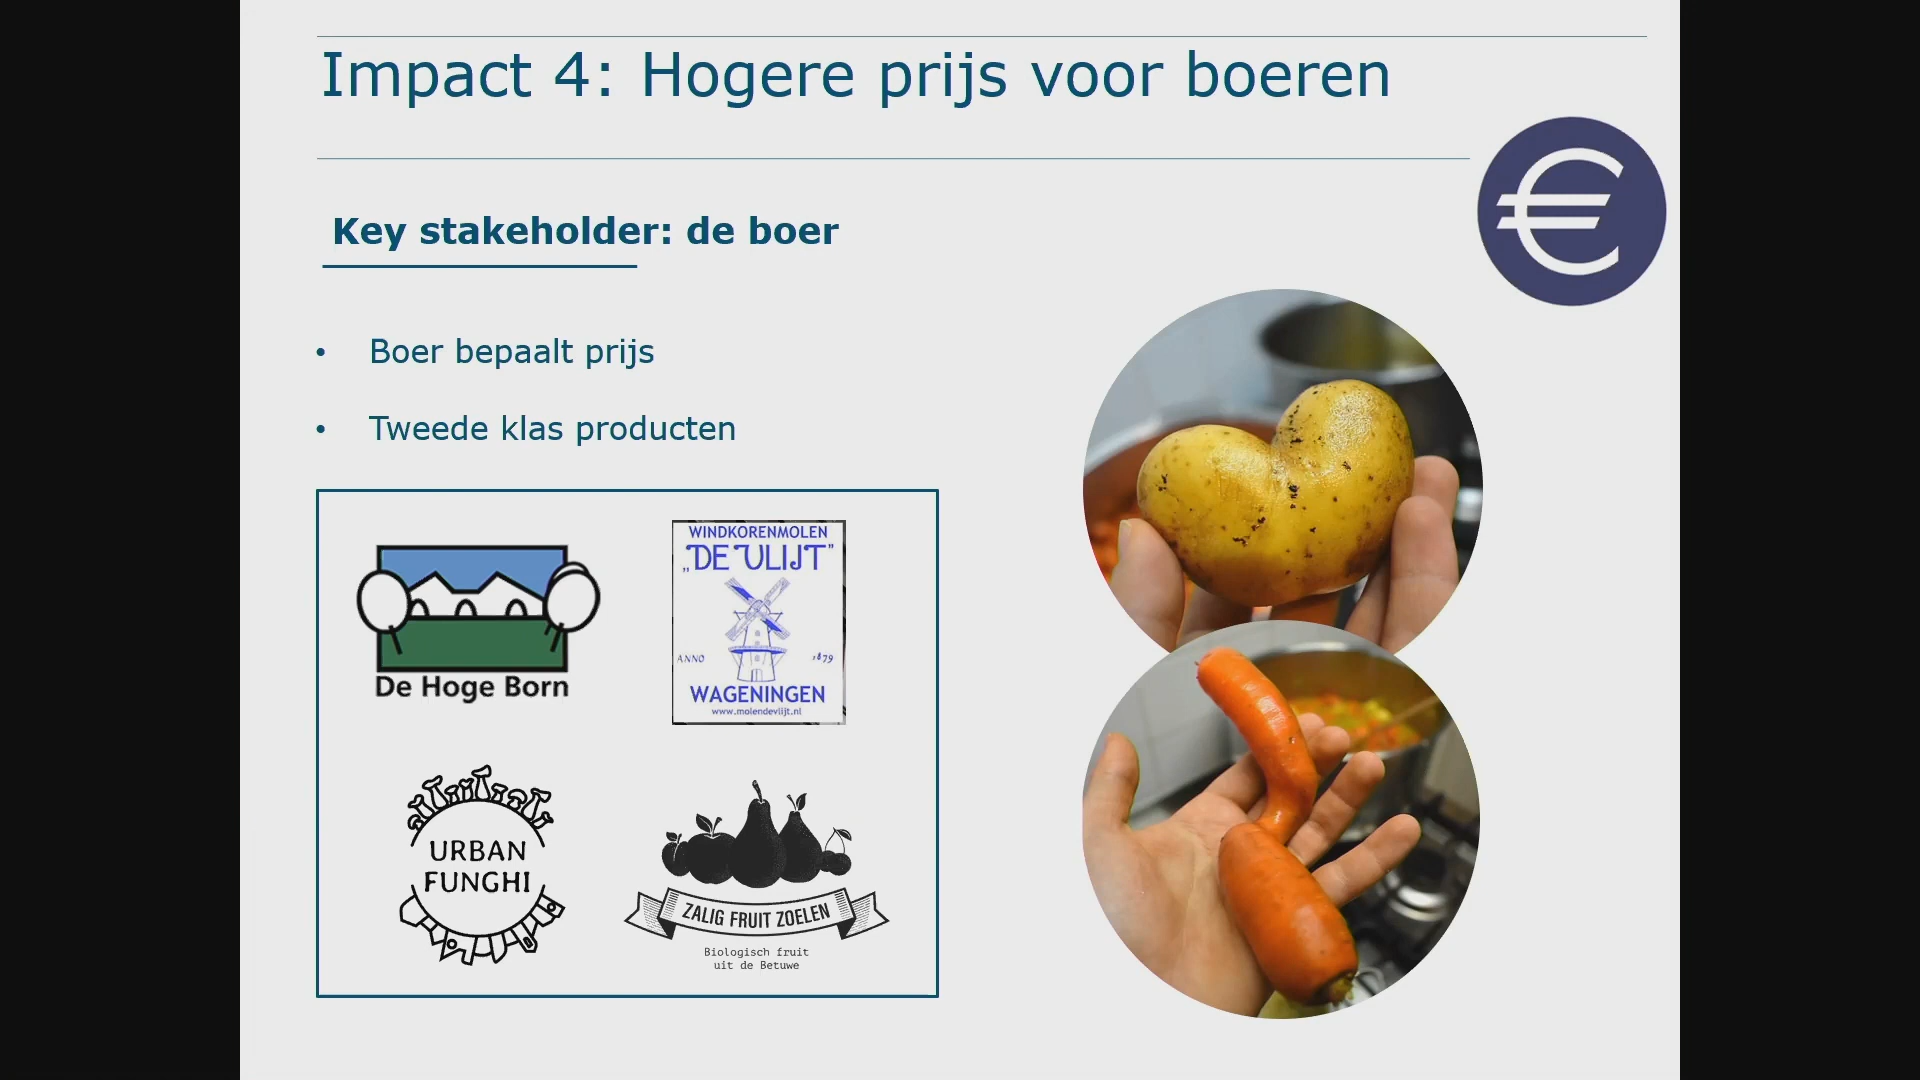 Impact 4: Hogere prijs voor boeren
Key stakeholder: de boer
• Boer bepaalt prijs
• Tweede klas producten
De Hoge Born
WINDKORENMOLEN
„DE VLIJT”
ANNO 1879
WAGENINGEN
www.molendevlijt.nl
URBAN
FUNGHI
ZALIG FRUIT ZOELEN
Biologisch fruit
uit de Betuwe